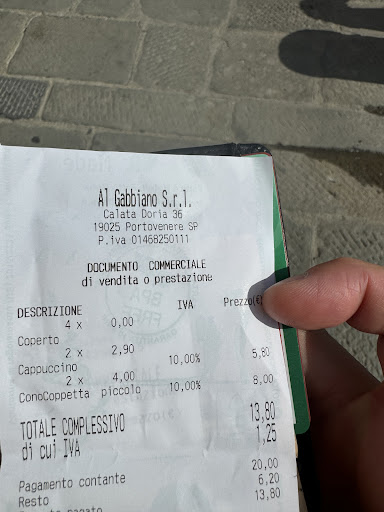 Al Gabbiano S.r.l.
Calata Doria 36
19025 Portovenere SP
P.iva 01468250111
DOCUMENTO COMMERCIALE
di vendita o prestazione
DESCRIZIONE IVA Prezzo(€)
4 x 0,00
Coperto
2 x 2,90
Cappuccino 10,00% 5,80
2 x 4,00
ConoCoppetta piccolo 10,00% 8,00
TOTALE COMPLESSIVO 13,80
di cui IVA 1,25
Pagamento contante 20,00
Resto 6,20
pagato 13,80